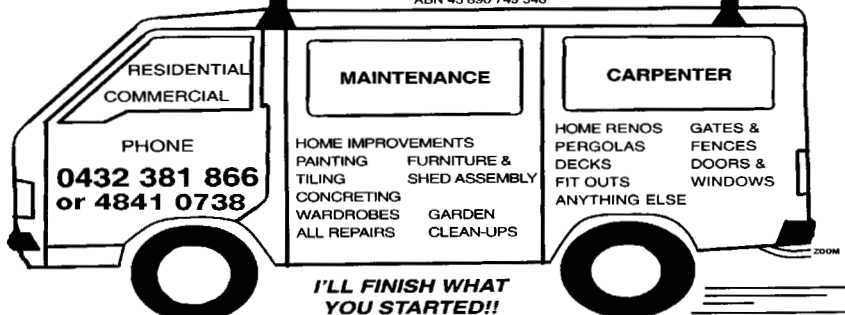 RESIDENTIAL
COMMERCIAL
PHONE
0432 381 866
or 4841 0738
MAINTENANCE
HOME IMPROVEMENTS
PAINTING FURNITURE &
TILING SHED ASSEMBLY
CONCRETING
WARDROBES GARDEN
ALL REPAIRS CLEAN-UPS
CARPENTER
HOME RENOS GATES &
PERGOLAS FENCES
DECKS DOORS &
FIT OUTS WINDOWS
ANYTHING ELSE
ZOOM
I'LL FINISH WHAT
YOU STARTED!!